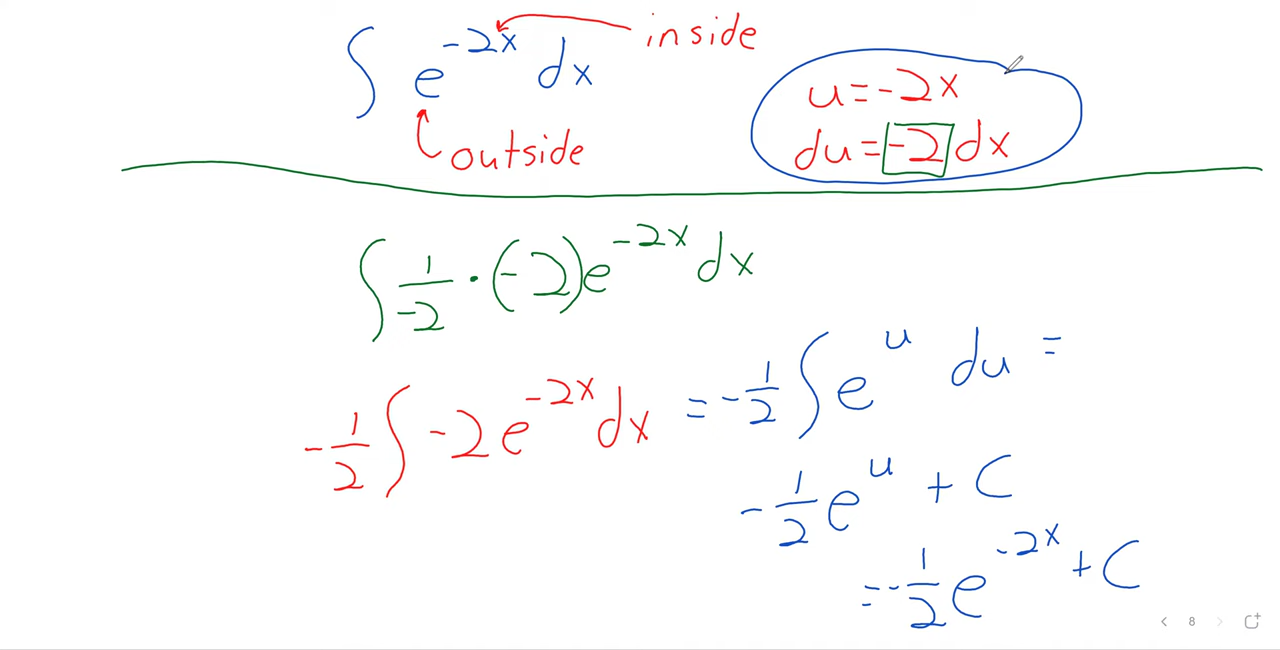 ∫ e^{-2x} dx inside
outside
u = -2x
du = -2 dx
∫ 1/-2 · (-2) e^{-2x} dx
-1/2 ∫ -2 e^{-2x} dx = -1/2 ∫ e^u du =
-1/2 e^u + C
= -1/2 e^{-2x} + C
< 8 >